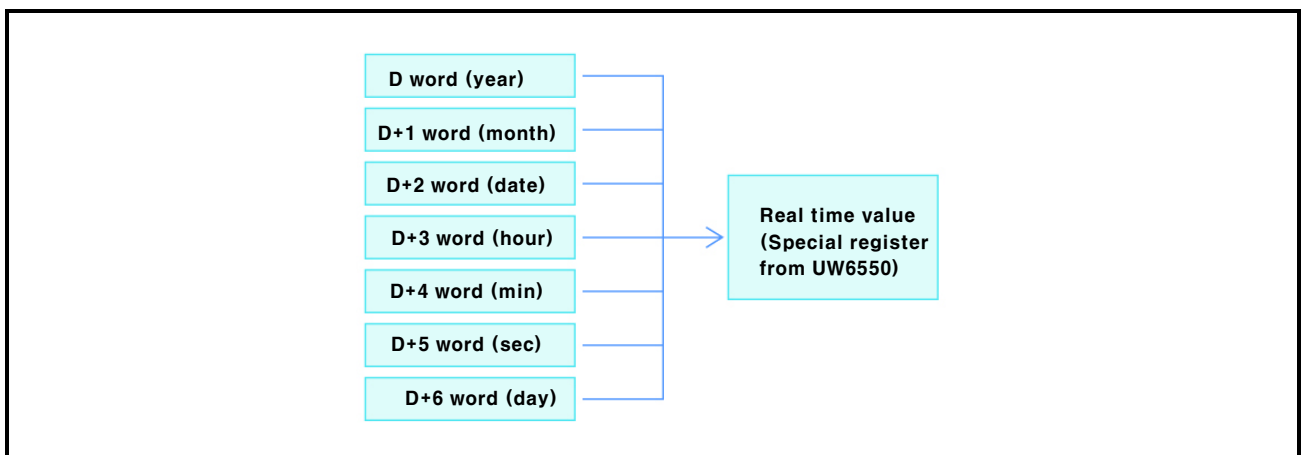 D word (year)
D+1 word (month)
D+2 word (date)
D+3 word (hour)
D+4 word (min)
D+5 word (sec)
D+6 word (day)
Real time value
(Special register
from UW6550)